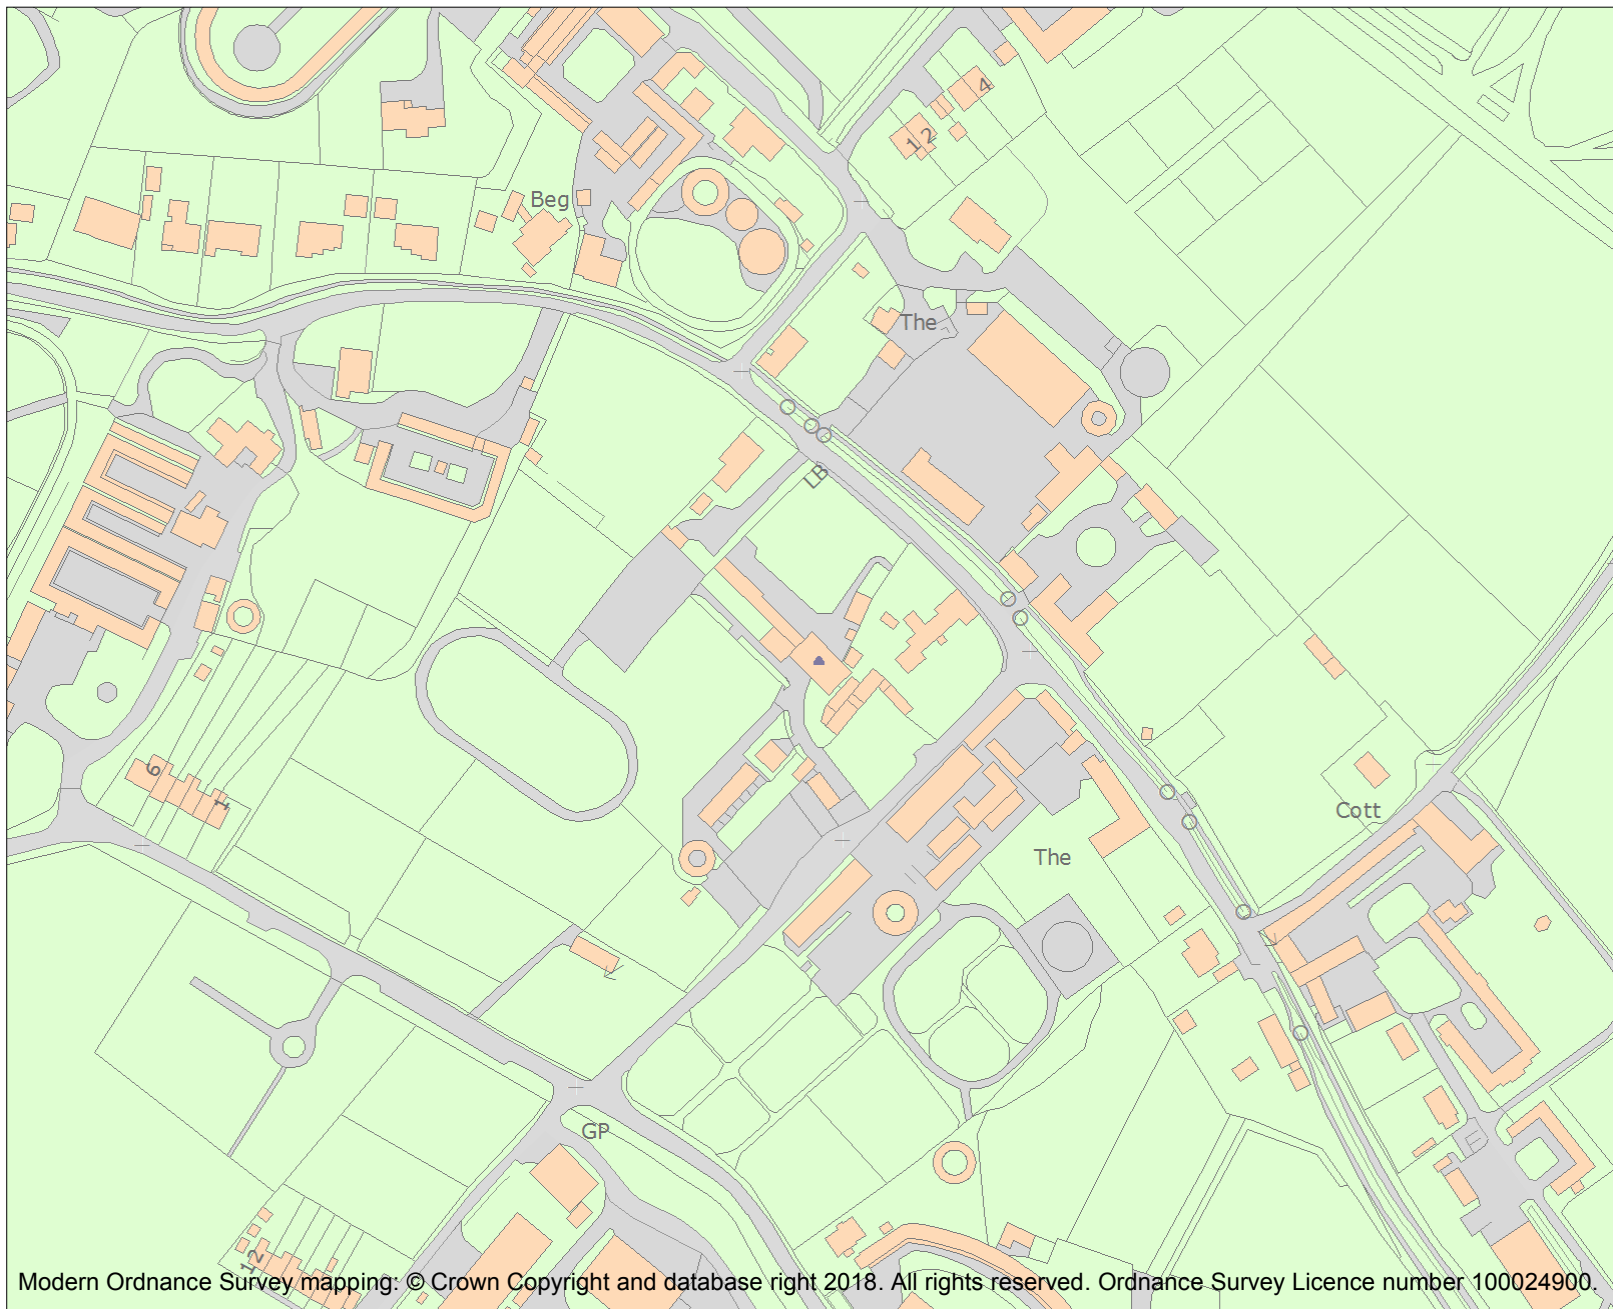 4
1 2
Beg
The
LB
6
1
Cott
The
GP
12
Modern Ordnance Survey mapping: © Crown Copyright and database right 2018. All rights reserved. Ordnance Survey Licence number 100024900.